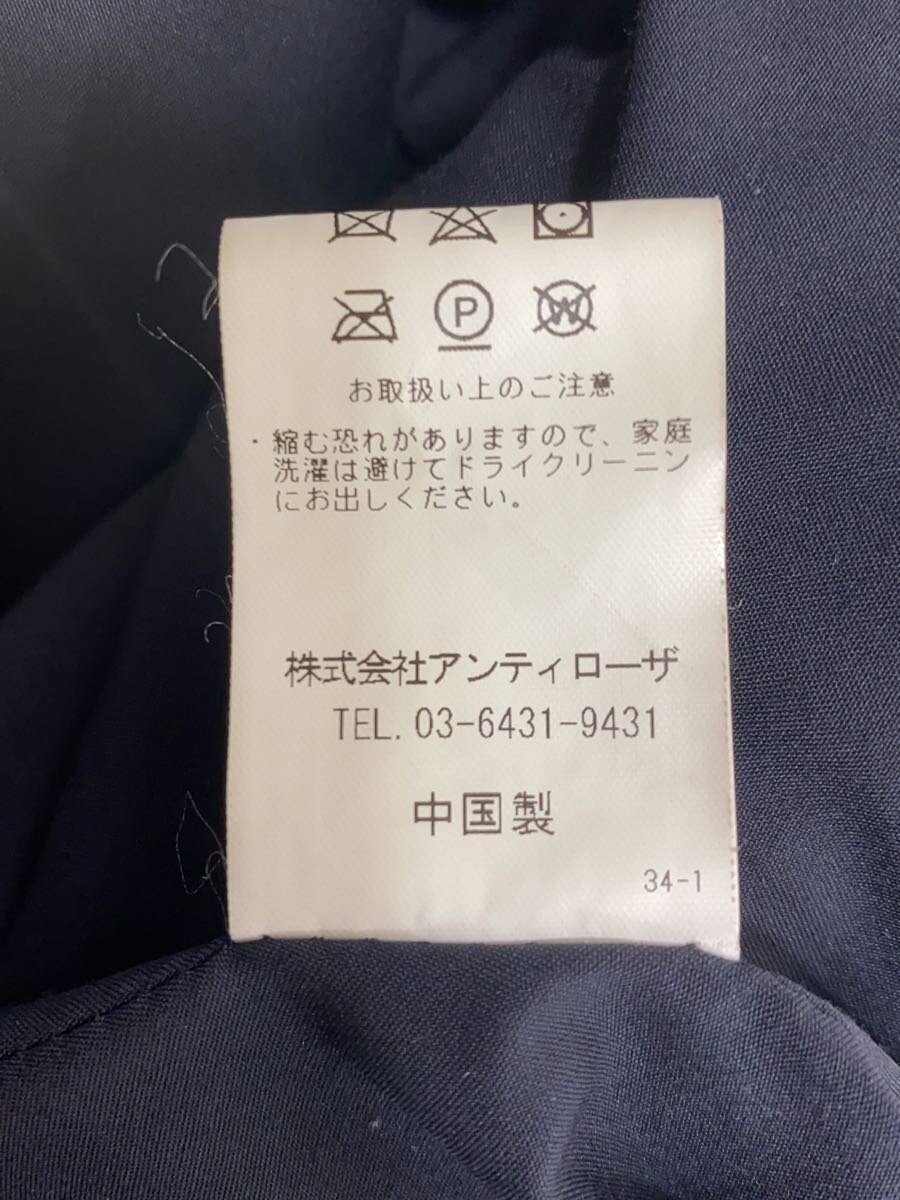 P W
お取扱い上のご注意
・縮む恐れがありますので、家庭
洗濯は避けてドライクリーニン
にお出しください。
株式会社アンティローザ
TEL. 03-6431-9431
中国製
34-1